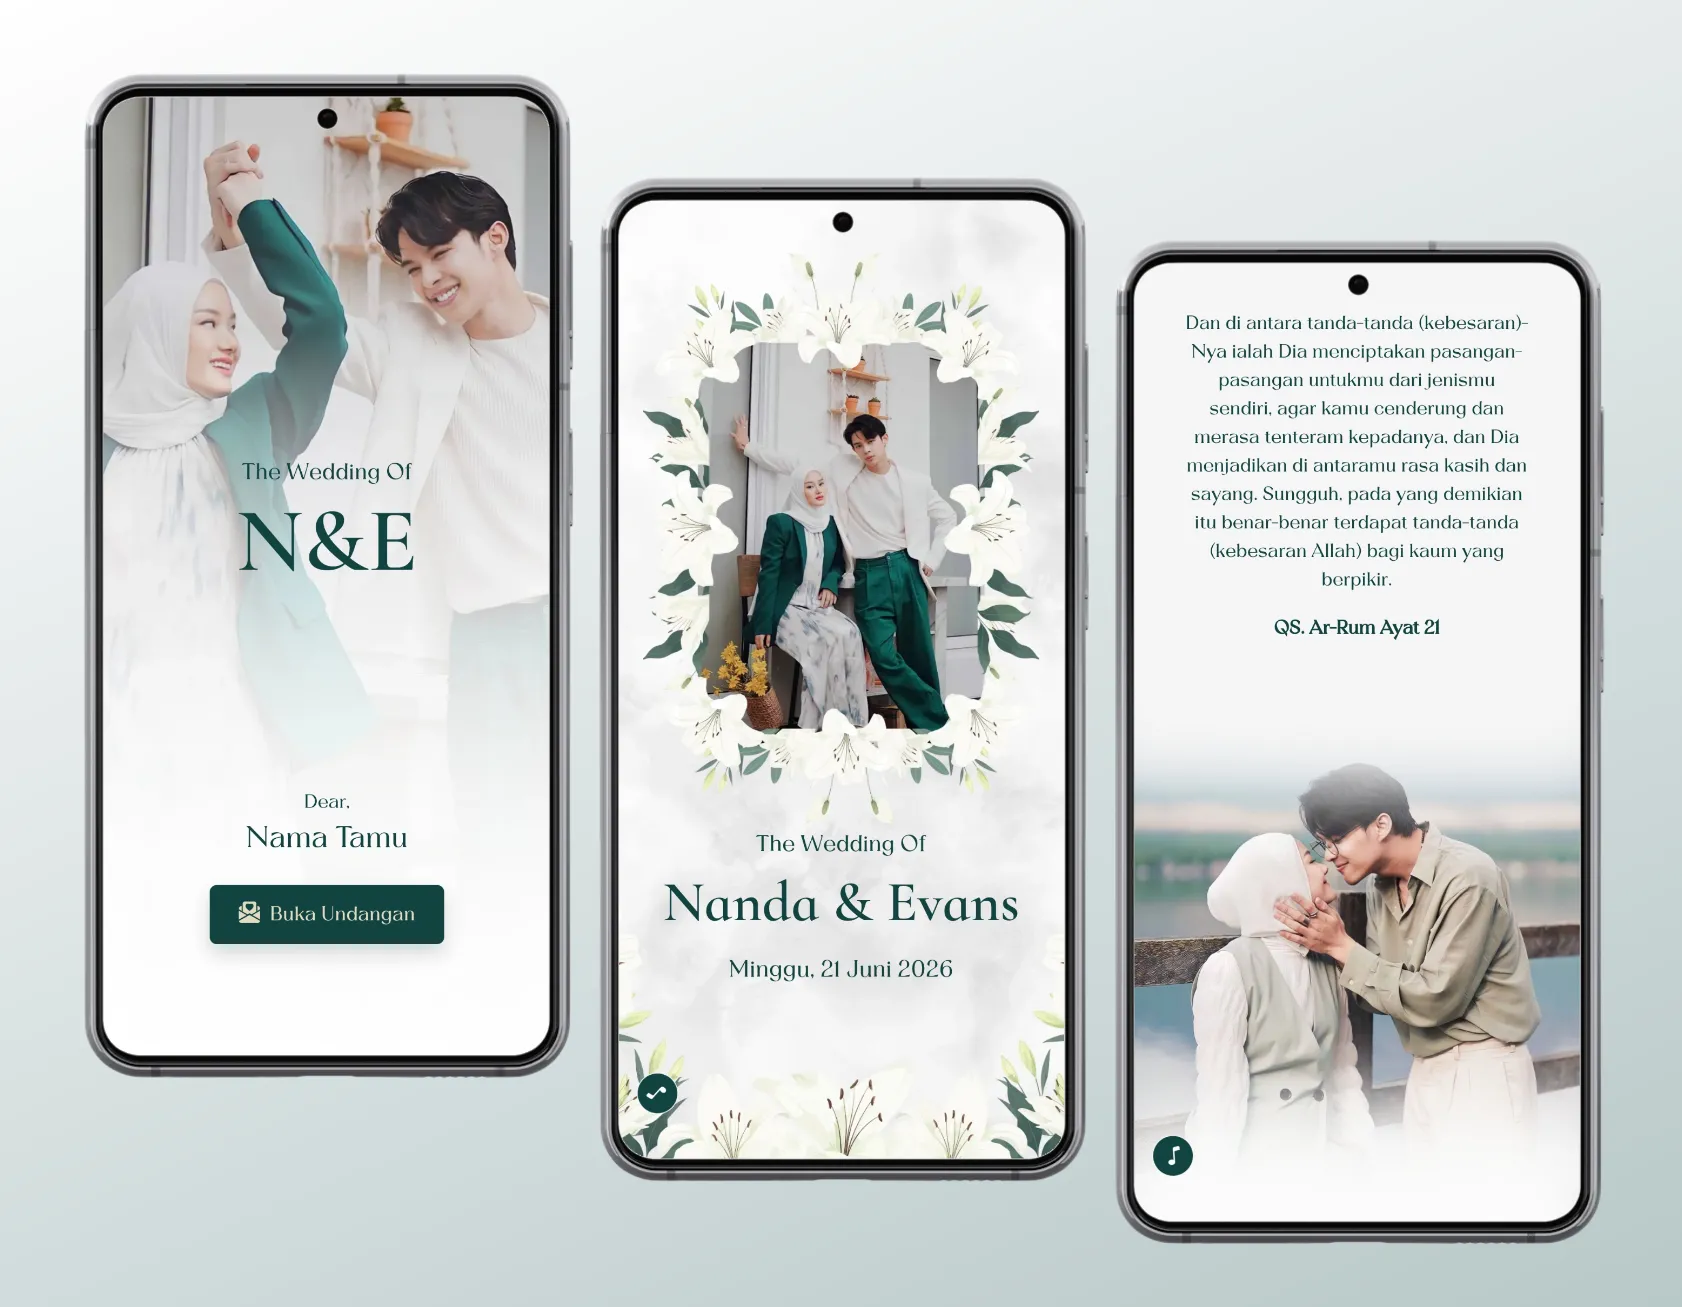 The Wedding Of
N&E
Dear,
Nama Tamu
Buka Undangan
The Wedding Of
Nanda & Evans
Minggu, 21 Juni 2026
Dan di antara tanda-tanda (kebesaran)-
Nya ialah Dia menciptakan pasangan-
pasangan untukmu dari jenismu
sendiri, agar kamu cenderung dan
merasa tenteram kepadanya, dan Dia
menjadikan di antaramu rasa kasih dan
sayang. Sungguh, pada yang demikian
itu benar-benar terdapat tanda-tanda
(kebesaran Allah) bagi kaum yang
berpikir.
QS. Ar-Rum Ayat 21